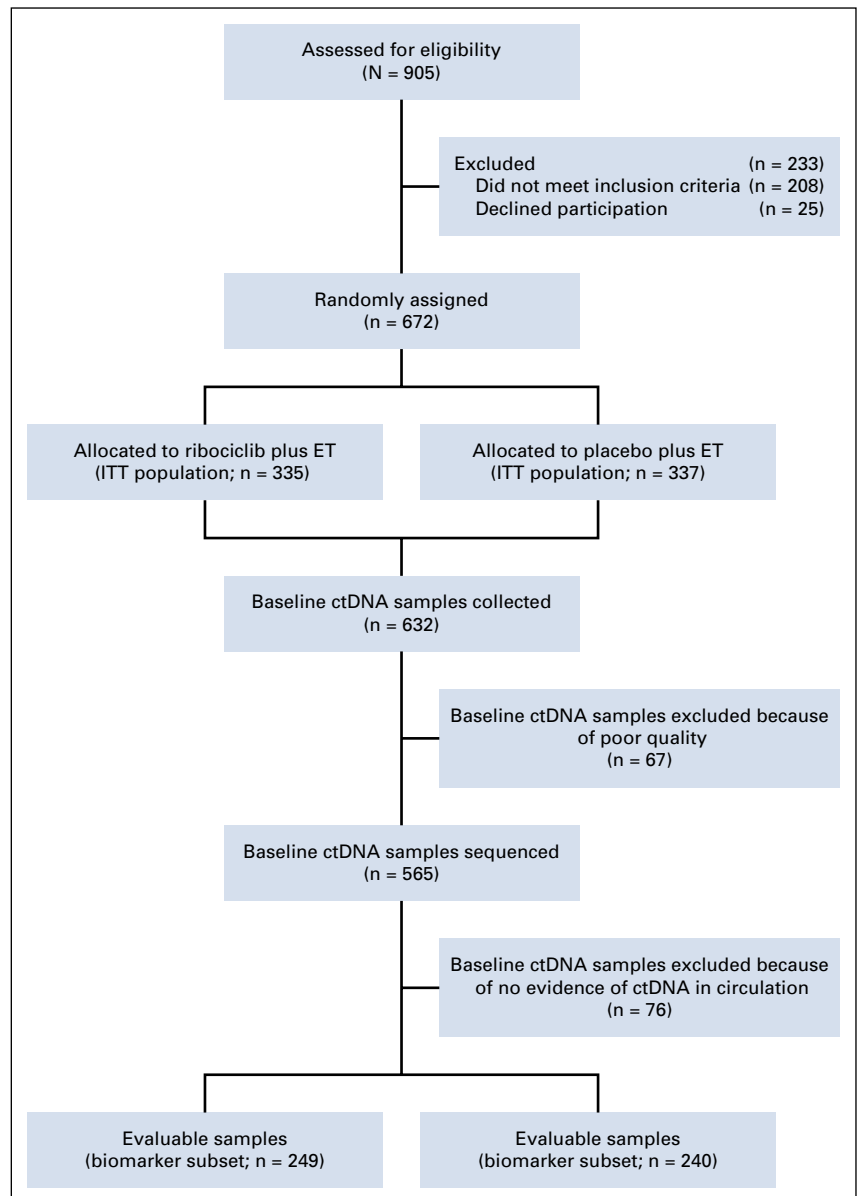 Assessed for eligibility
(N = 905)
Excluded (n = 233)
Did not meet inclusion criteria (n = 208)
Declined participation (n = 25)
Randomly assigned
(n = 672)
Allocated to ribociclib plus ET
(ITT population; n = 335)
Allocated to placebo plus ET
(ITT population; n = 337)
Baseline ctDNA samples collected
(n = 632)
Baseline ctDNA samples excluded because
of poor quality
(n = 67)
Baseline ctDNA samples sequenced
(n = 565)
Baseline ctDNA samples excluded because
of no evidence of ctDNA in circulation
(n = 76)
Evaluable samples
(biomarker subset; n = 249)
Evaluable samples
(biomarker subset; n = 240)